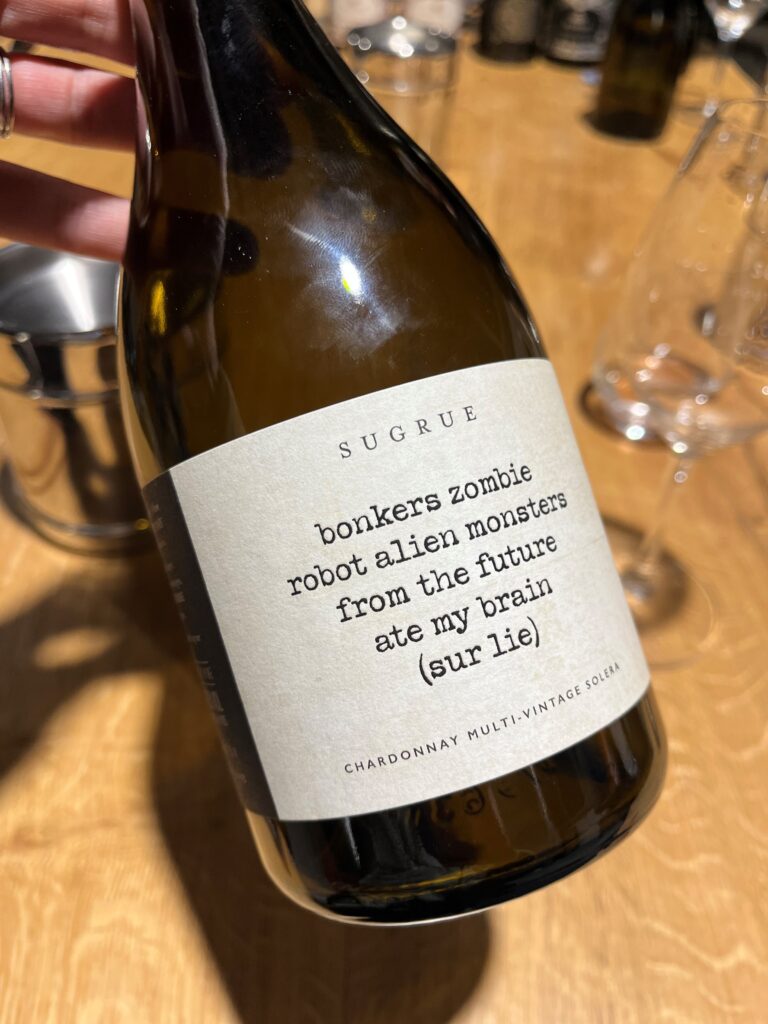 SUGRUE
bonkers zombie
robot alien monsters
from the future
ate my brain
(sur lie)
CHARDONNAY MULTI-VINTAGE SOLERA